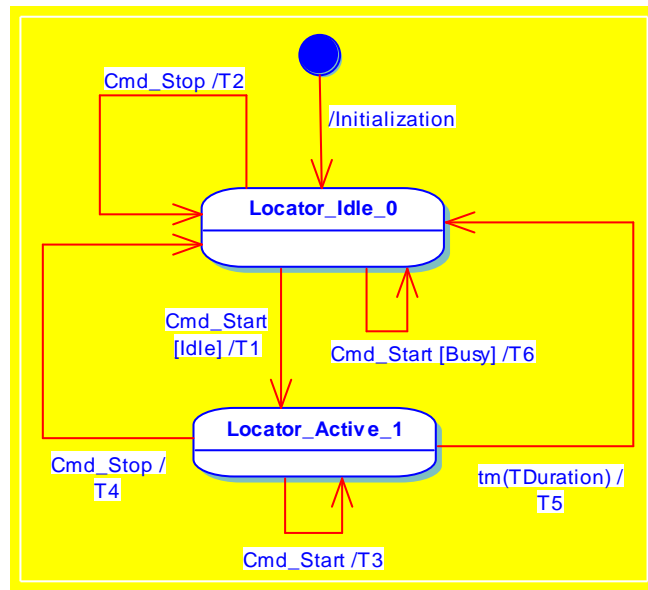 Cmd_Stop /T2
/Initialization
Locator_Idle_0
Cmd_Start
[Idle] /T1
Cmd_Start [Busy] /T6
Locator_Active_1
Cmd_Stop /
T4
tm(TDuration) /
T5
Cmd_Start /T3